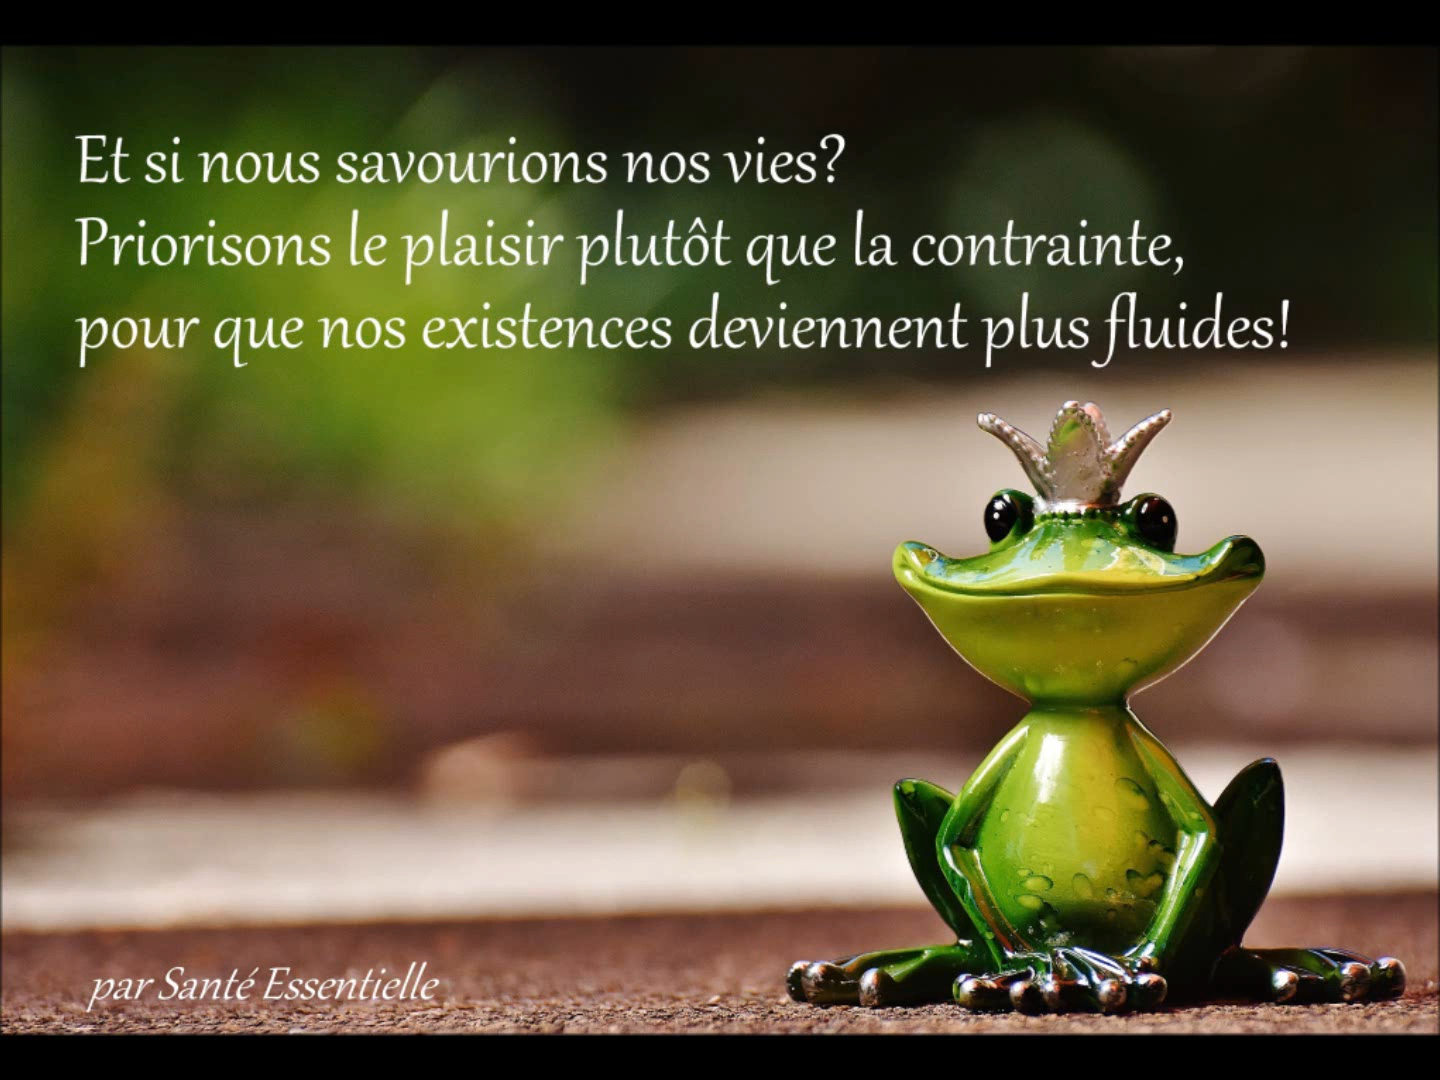 Et si nous savourions nos vies?
Priorisons le plaisir plutôt que la contrainte,
pour que nos existences deviennent plus fluides!
par Santé Essentielle